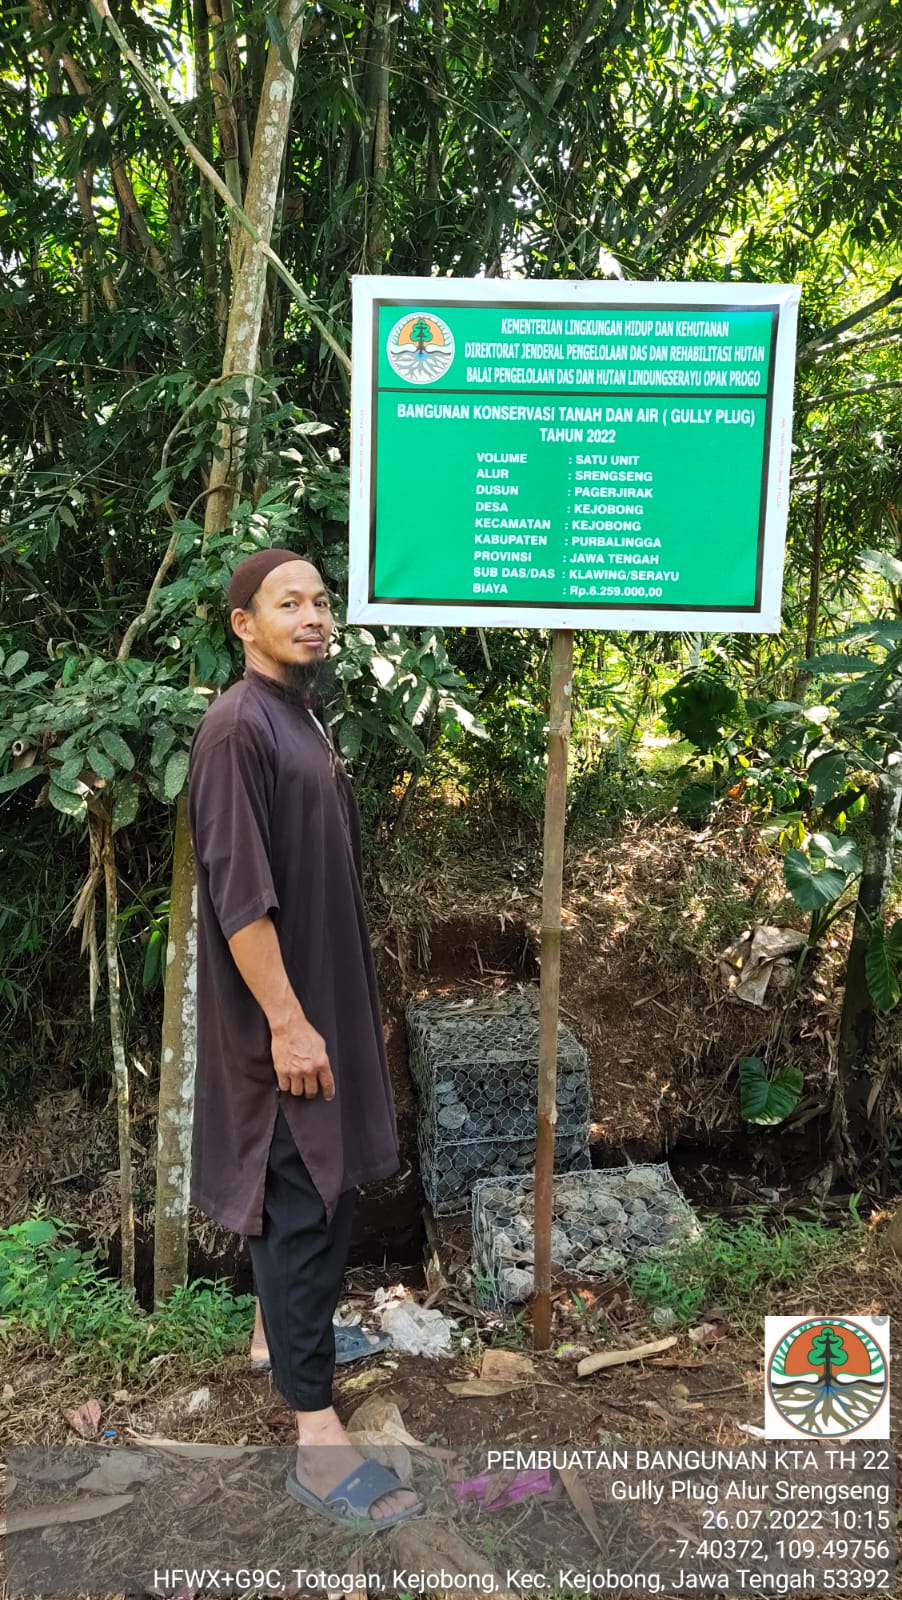 KEMENTERIAN LINGKUNGAN HIDUP DAN KEHUTANAN
DIREKTORAT JENDERAL PENGELOLAAN DAS DAN REHABILITASI HUTAN
BALAI PENGELOLAAN DAS DAN HUTAN LINDUNGSERAYU OPAK PROGO
BANGUNAN KONSERVASI TANAH DAN AIR ( GULLY PLUG)
TAHUN 2022
VOLUME : SATU UNIT
ALUR : SRENGSENG
DUSUN : PAGERJIRAK
DESA : KEJOBONG
KECAMATAN : KEJOBONG
KABUPATEN : PURBALINGGA
PROVINSI : JAWA TENGAH
SUB DAS/DAS : KLAWING/SERAYU
BIAYA : Rp.6.259.000,00
PEMBUATAN BANGUNAN KTA TH 22
Gully Plug Alur Srengseng
26.07.2022 10:15
-7.40372, 109.49756
HFWX+G9C, Totogan, Kejobong, Kec. Kejobong, Jawa Tengah 53392